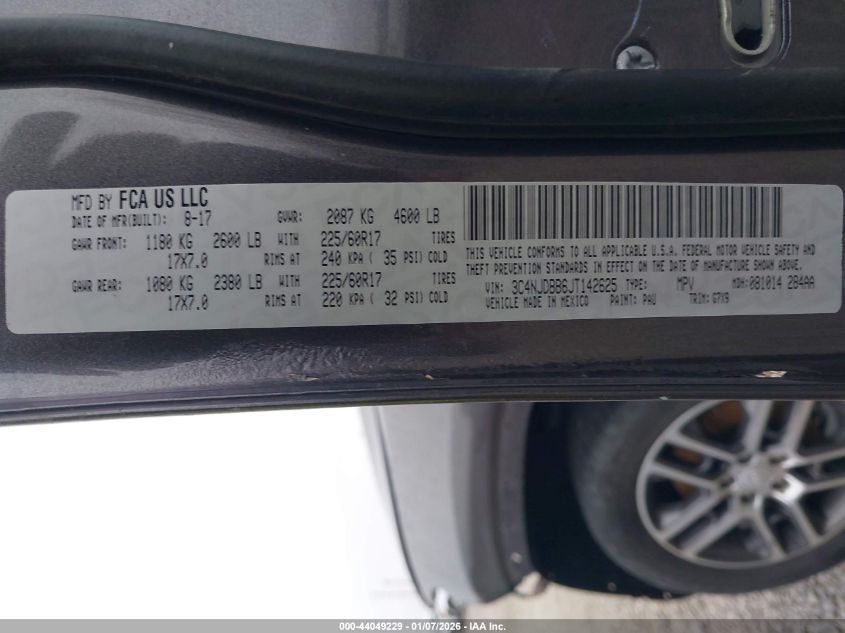 MFD BY FCA US LLC
DATE OF MFR(BUILT): 8-17 GVWR: 2087 KG 4600 LB
GAWR FRONT: 1180 KG 2600 LB WITH 225/60R17 TIRES
17X7.0 RIMS AT 240 KPA ( 35 PSI) COLD
GAWR REAR: 1080 KG 2380 LB WITH 225/60R17 TIRES
17X7.0 RIMS AT 220 KPA ( 32 PSI) COLD
THIS VEHICLE CONFORMS TO ALL APPLICABLE U.S.A. FEDERAL MOTOR VEHICLE SAFETY AND
THEFT PREVENTION STANDARDS IN EFFECT ON THE DATE OF MANUFACTURE SHOWN ABOVE.
VIN: 3C4NJDBB6JT142625 TYPE: MPV MDH: 081014 284AA
VEHICLE MADE IN MEXICO PAINT: PAU TRIM: G7X9
000-44049229 - 01/07/2026 - IAA Inc.